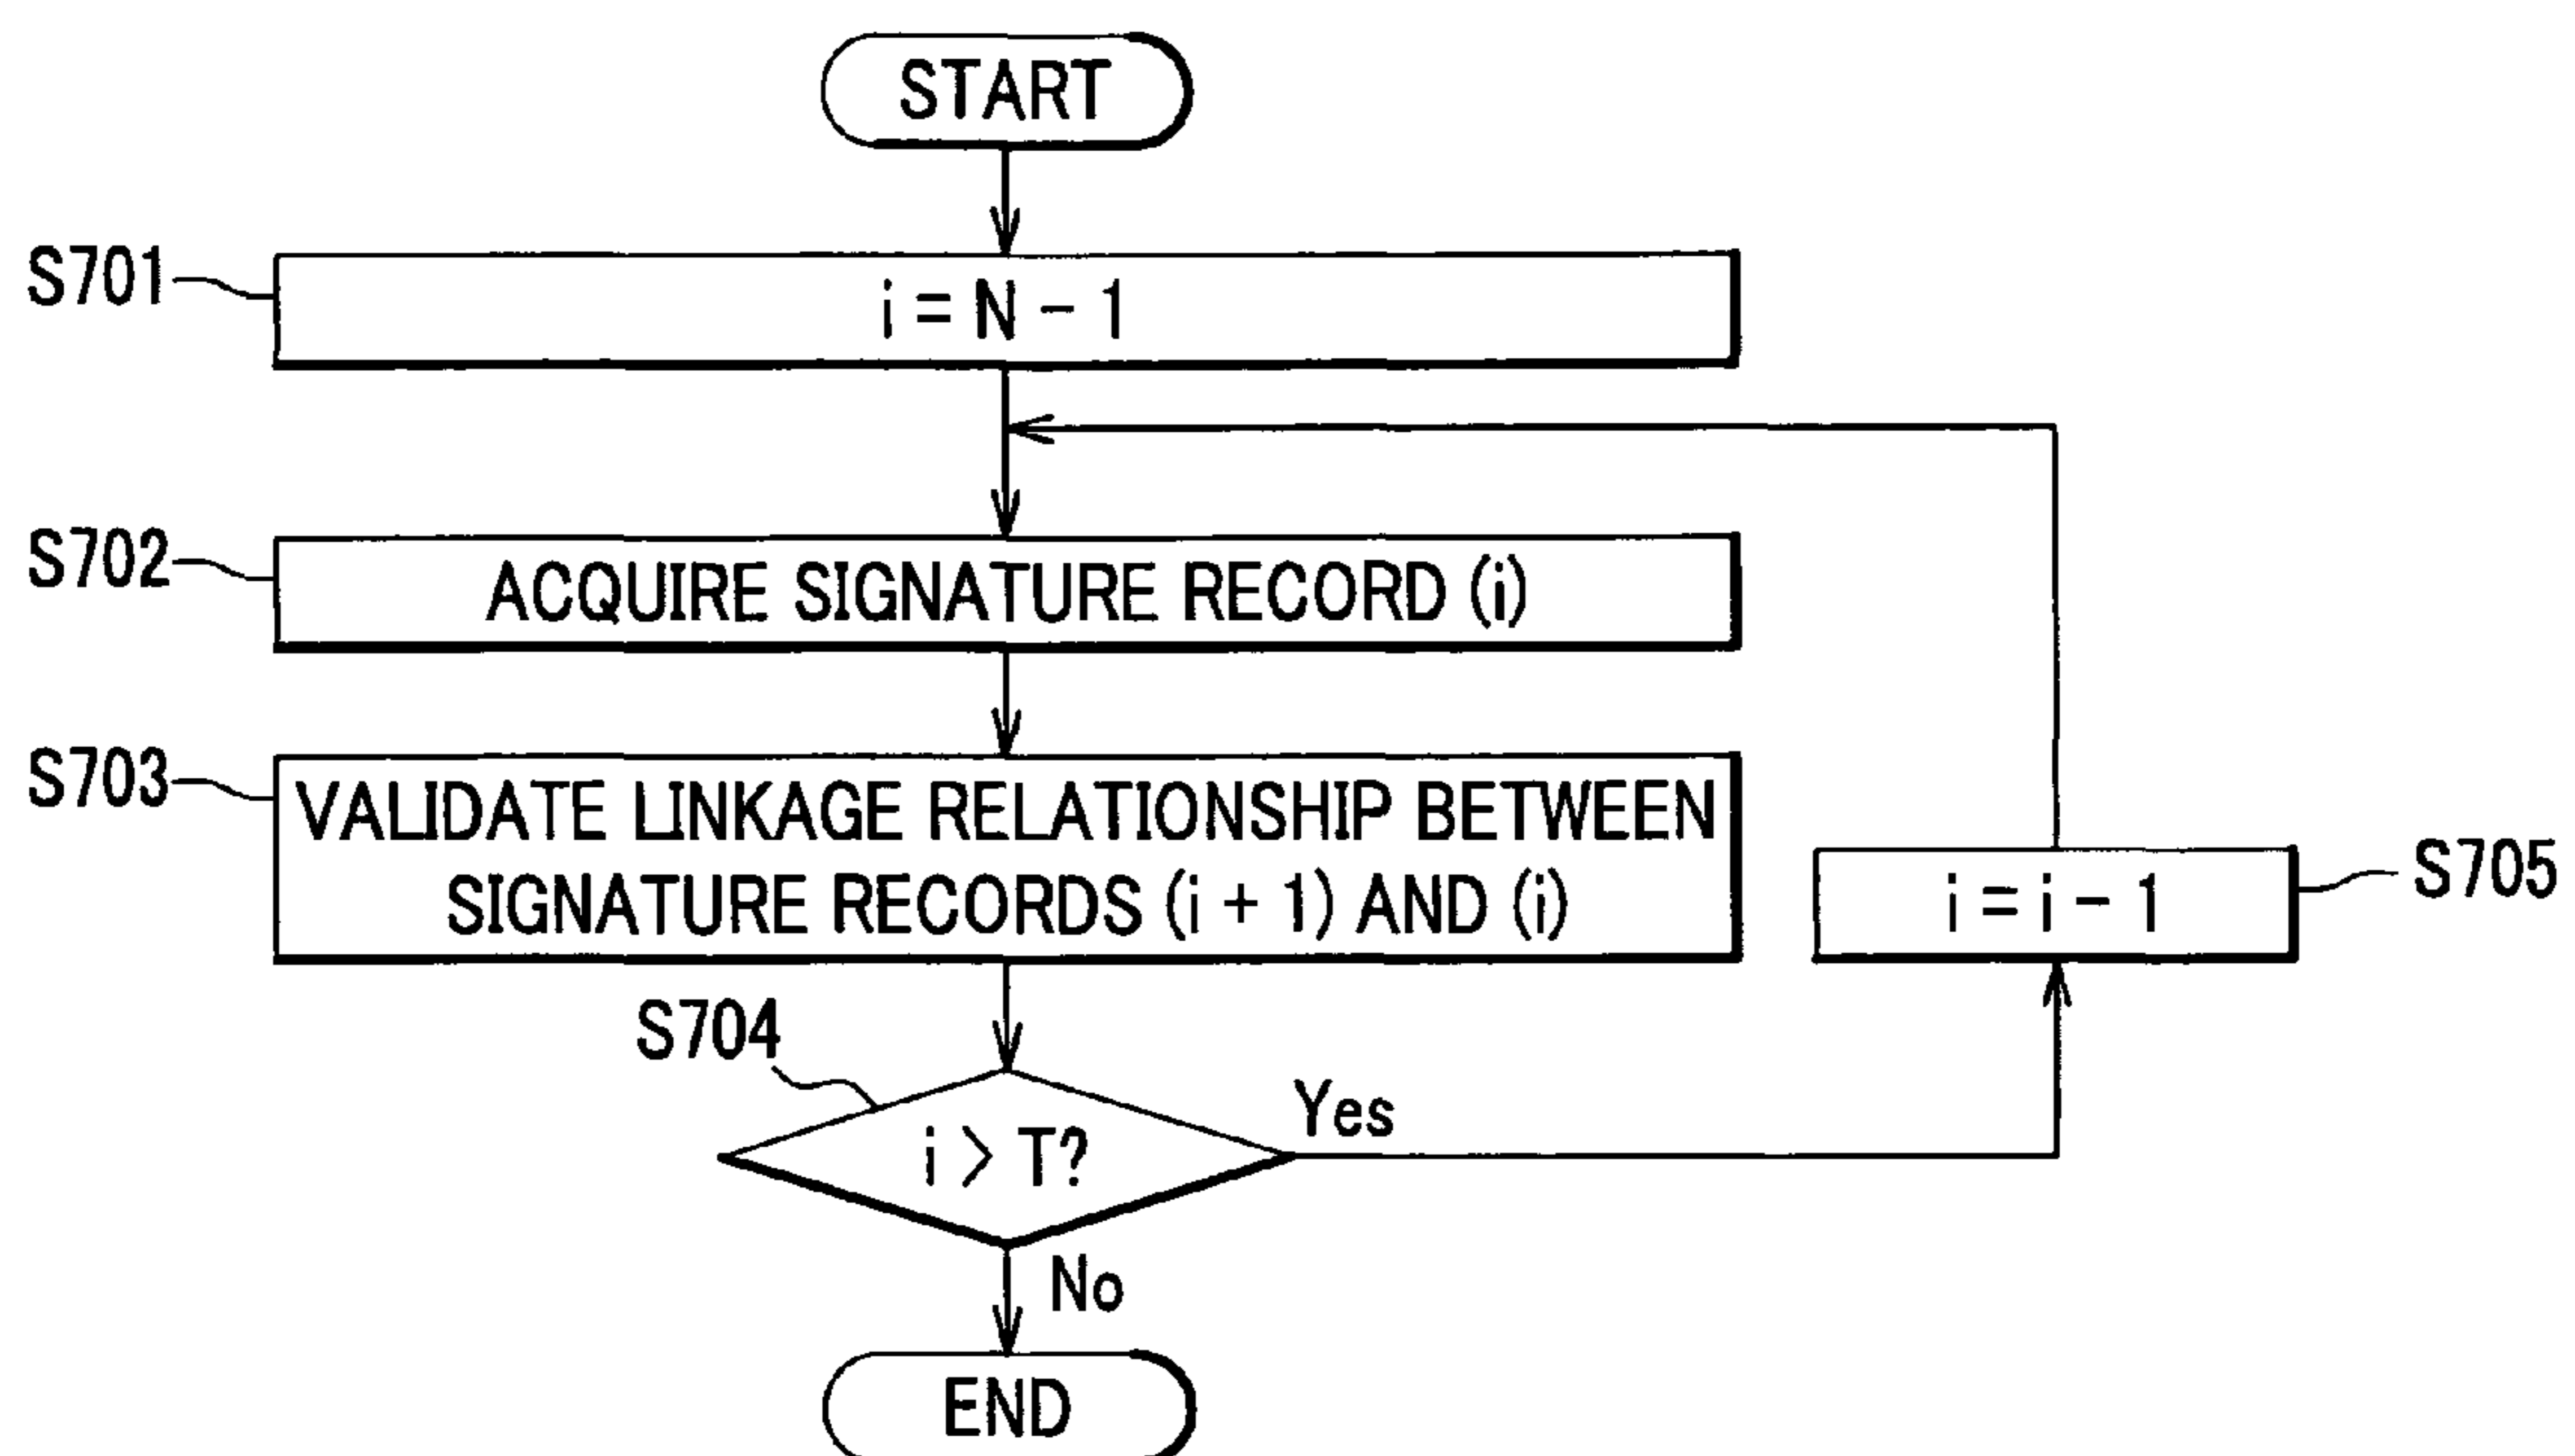 START
S701
i = N - 1
S702
ACQUIRE SIGNATURE RECORD (i)
S703
VALIDATE LINKAGE RELATIONSHIP BETWEEN
SIGNATURE RECORDS (i + 1) AND (i)
i = i - 1
S705
S704
i > T?
Yes
No
END